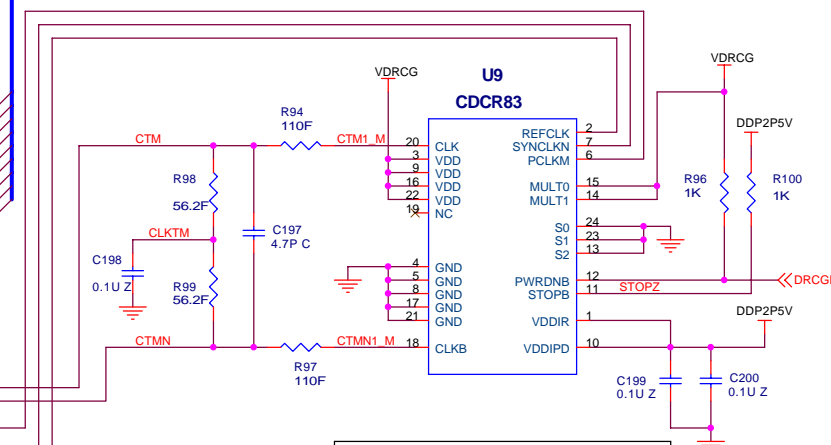 VDRCG
U9
CDCR83
VDRCG
DDP2P5V
R94
110F
CTM
CTM1_M
20
CLK
3
VDD
9
VDD
16
VDD
22
VDD
19
NC
REFCLK
2
SYNCLKN
7
PCLKM
6
MULT0
15
MULT1
14
R98
56.2F
R96
1K
R100
1K
C197
4.7P C
S0
24
S1
23
S2
13
CLKTM
C198
0.1U Z
4
GND
5
GND
8
GND
17
GND
21
GND
PWRDNB
12
STOPB
11
STOPZ
R99
56.2F
VDDIR
1
DDP2P5V
CTMN
CTMN1_M
18
CLKB
VDDIPD
10
R97
110F
C199
0.1U Z
C200
0.1U Z